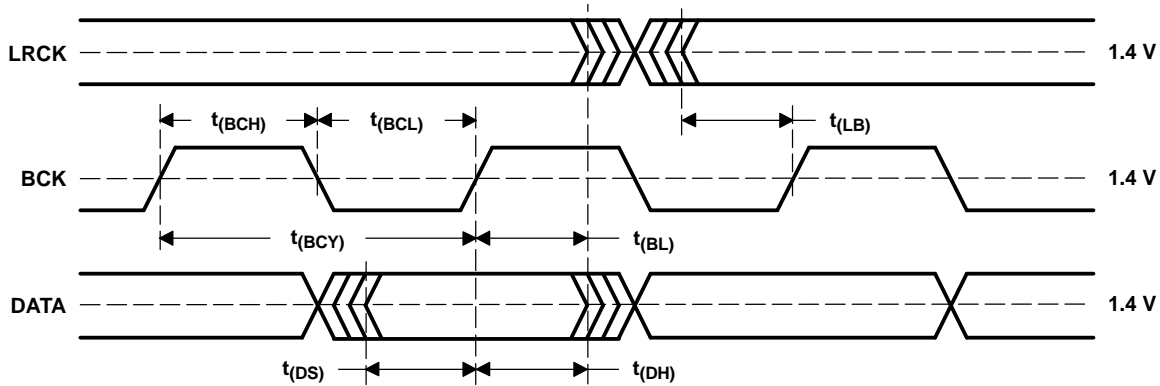 LRCK
1.4 V
t(BCH)
t(BCL)
t(LB)
BCK
1.4 V
t(BCY)
t(BL)
DATA
1.4 V
t(DS)
t(DH)